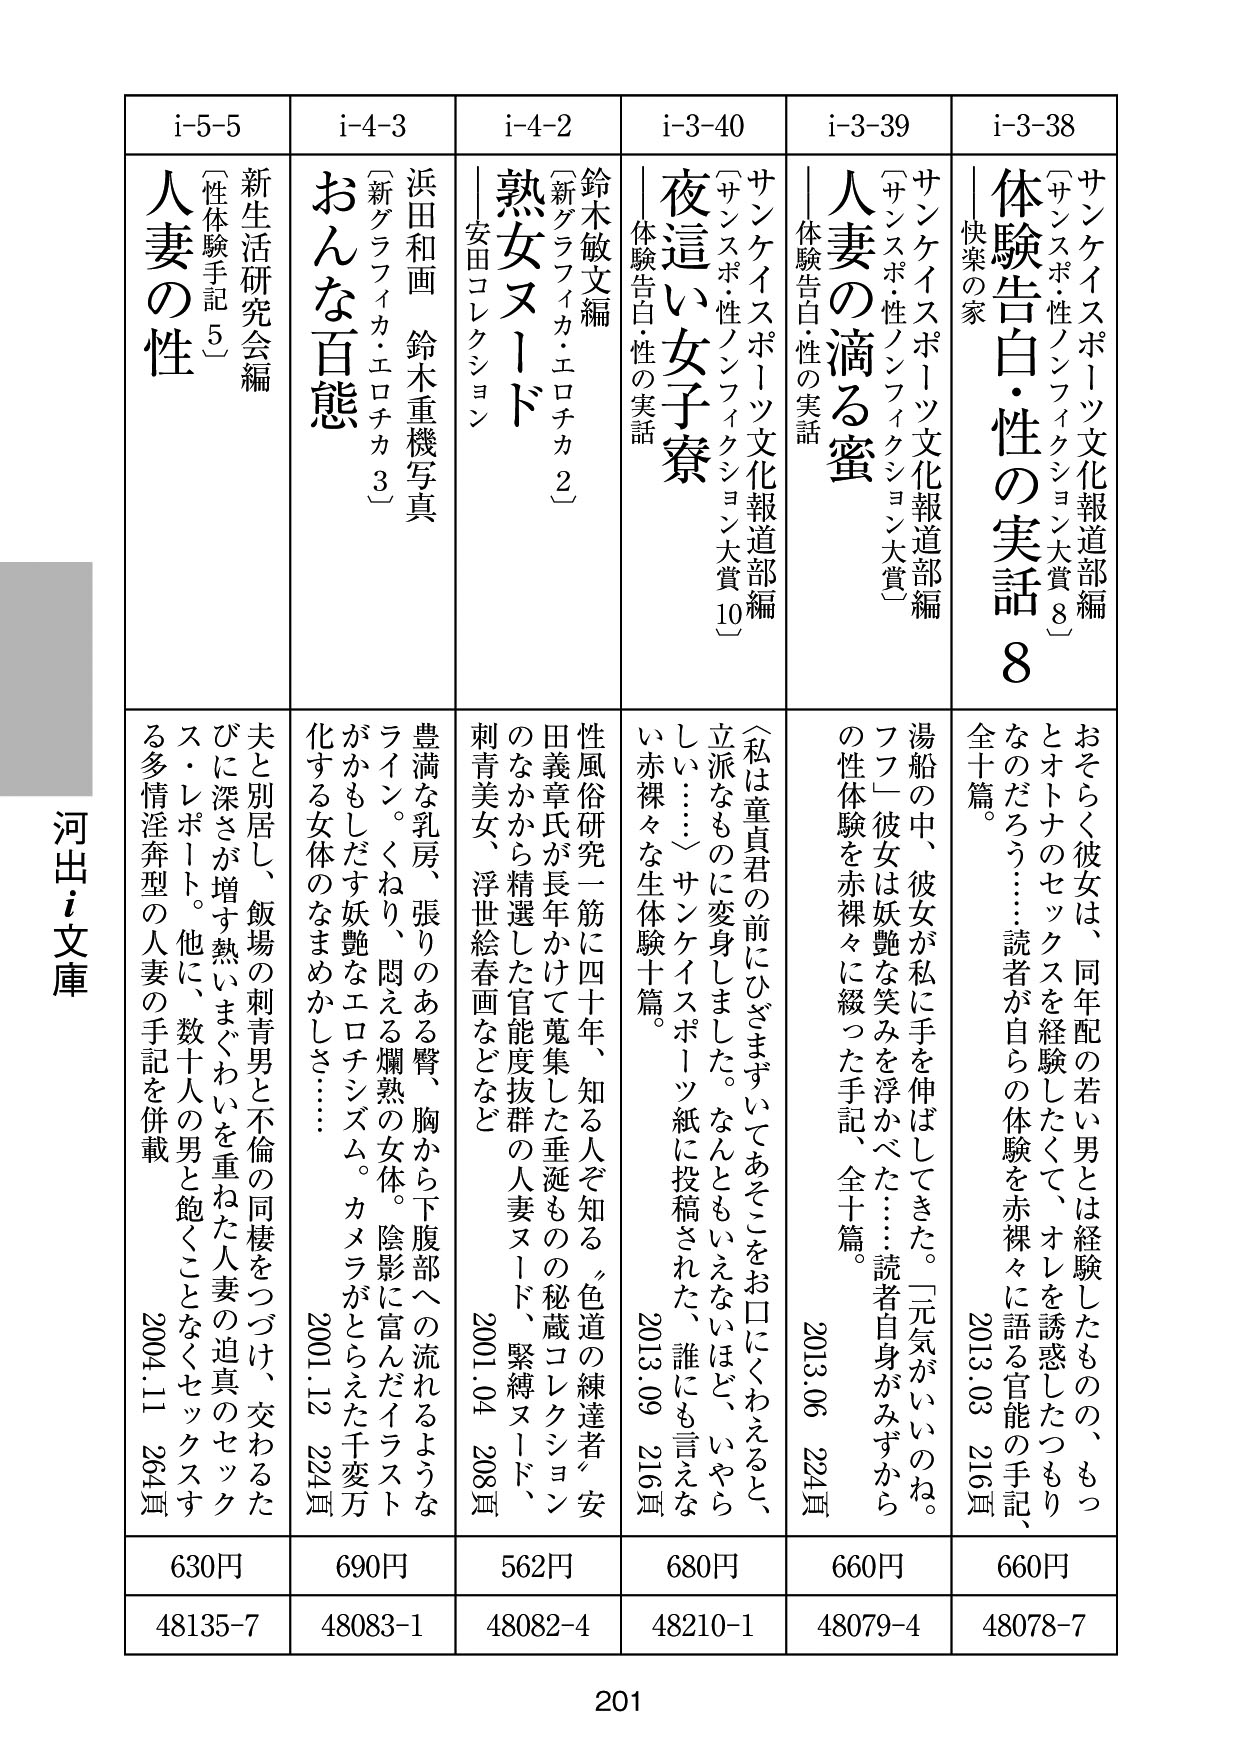 i-3-38
サンケイスポーツ文化報道部編
〔サンスポ・性ノンフィクション大賞 8〕
体験告白・性の実話 8
──快楽の家
おそらく彼女は、同年配の若い男とは経験したものの、もっ
とオトナのセックスを経験したくて、オレを誘惑したつもり
なのだろう……読者が自らの体験を赤裸々に語る官能の手記、
全十篇。
2013.03 216頁
660円
48078-7
i-3-39
サンケイスポーツ文化報道部編
〔サンスポ・性ノンフィクション大賞〕
人妻の滴る蜜
──体験告白・性の実話
湯船の中、彼女が私に手を伸ばしてきた。「元気がいいのね。
フフ」彼女は妖艶な笑みを浮かべた……読者自身がみずから
の性体験を赤裸々に綴った手記、全十篇。
2013.06 224頁
660円
48079-4
i-3-40
サンケイスポーツ文化報道部編
〔サンスポ・性ノンフィクション大賞 10〕
夜這い女子寮
──体験告白・性の実話
〈私は童貞君の前にひざまずいてあそこをお口にくわえると、
立派なものに変身しました。なんともいえないほど、いやら
しい……〉サンケイスポーツ紙に投稿された、誰にも言えな
い赤裸々な生体験十篇。
2013.09 216頁
680円
48210-1
i-4-2
鈴木敏文編
〔新グラフィカ・エロチカ 2〕
熟女ヌード
──安田コレクション
性風俗研究一筋に四十年、知る人ぞ知る〝色道の練達者〟安
田義章氏が長年かけて蒐集した垂涎ものの秘蔵コレクション
のなかから精選した官能度抜群の人妻ヌード、緊縛ヌード、
刺青美女、浮世絵春画などなど
2001.04 208頁
562円
48082-4
i-4-3
浜田和画 鈴木重機写真
〔新グラフィカ・エロチカ 3〕
おんな百態
豊満な乳房、張りのある臀、胸から下腹部への流れるような
ライン。くねり、悶える爛熟の女体。陰影に富んだイラスト
がかもしだす妖艶なエロチシズム。カメラがとらえた千変万
化する女体のなまめかしさ……
2001.12 224頁
690円
48083-1
i-5-5
新生活研究会編
〔性体験手記 5〕
人妻の性
夫と別居し、飯場の刺青男と不倫の同棲をつづけ、交わるた
びに深さが増す熱いまぐわいを重ねた人妻の迫真のセック
ス・レポート。他に、数十人の男と飽くことなくセックスす
る多情淫奔型の人妻の手記を併載
2004.11 264頁
630円
48135-7
河出i文庫
201